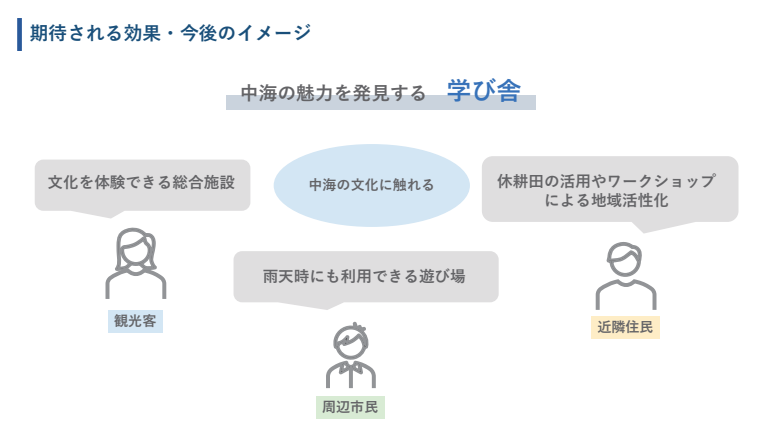 期待される効果・今後のイメージ
中海の魅力を発見する 学び舎
文化を体験できる総合施設
中海の文化に触れる
休耕田の活用やワークショップ
による地域活性化
雨天時にも利用できる遊び場
観光客
近隣住民
周辺市民